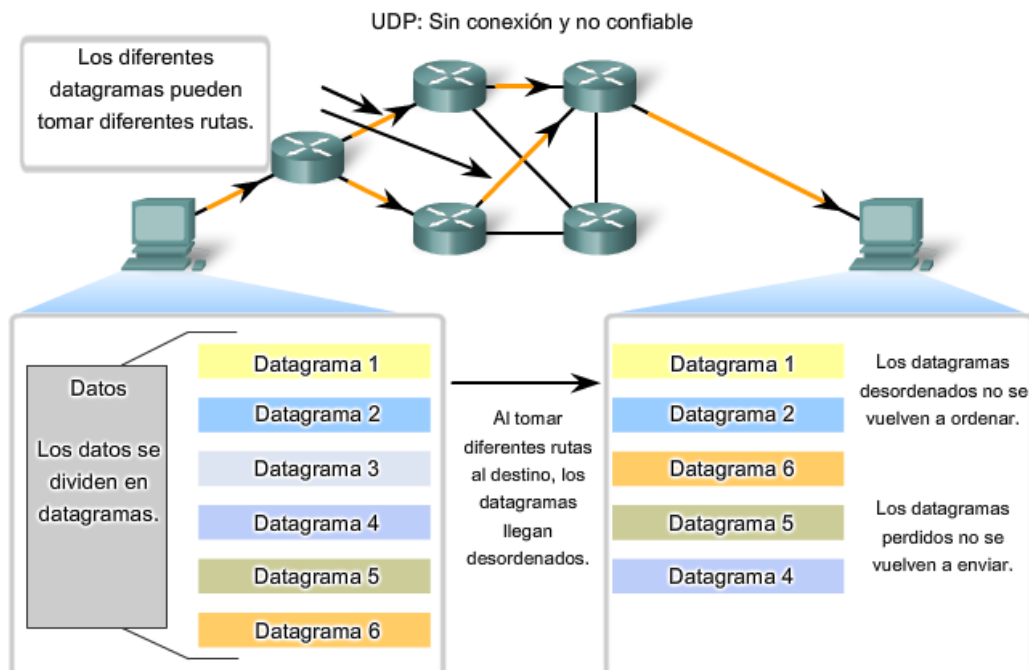 UDP: Sin conexión y no confiable
Los diferentes
datagramas pueden
tomar diferentes rutas.
Datos
Los datos se
dividen en
datagramas.
Datagrama 1
Datagrama 2
Datagrama 3
Datagrama 4
Datagrama 5
Datagrama 6
Al tomar
diferentes rutas
al destino, los
datagramas
llegan
desordenados.
Datagrama 1
Datagrama 2
Datagrama 6
Datagrama 5
Datagrama 4
Los datagramas
desordenados no se
vuelven a ordenar.
Los datagramas
perdidos no se
vuelven a enviar.